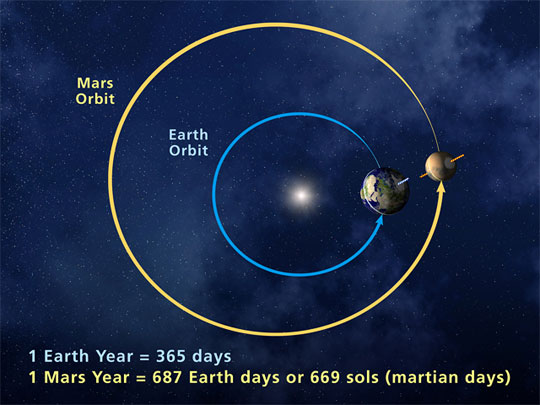 Mars
Orbit
Earth
Orbit
1 Earth Year = 365 days
1 Mars Year = 687 Earth days or 669 sols (martian days)